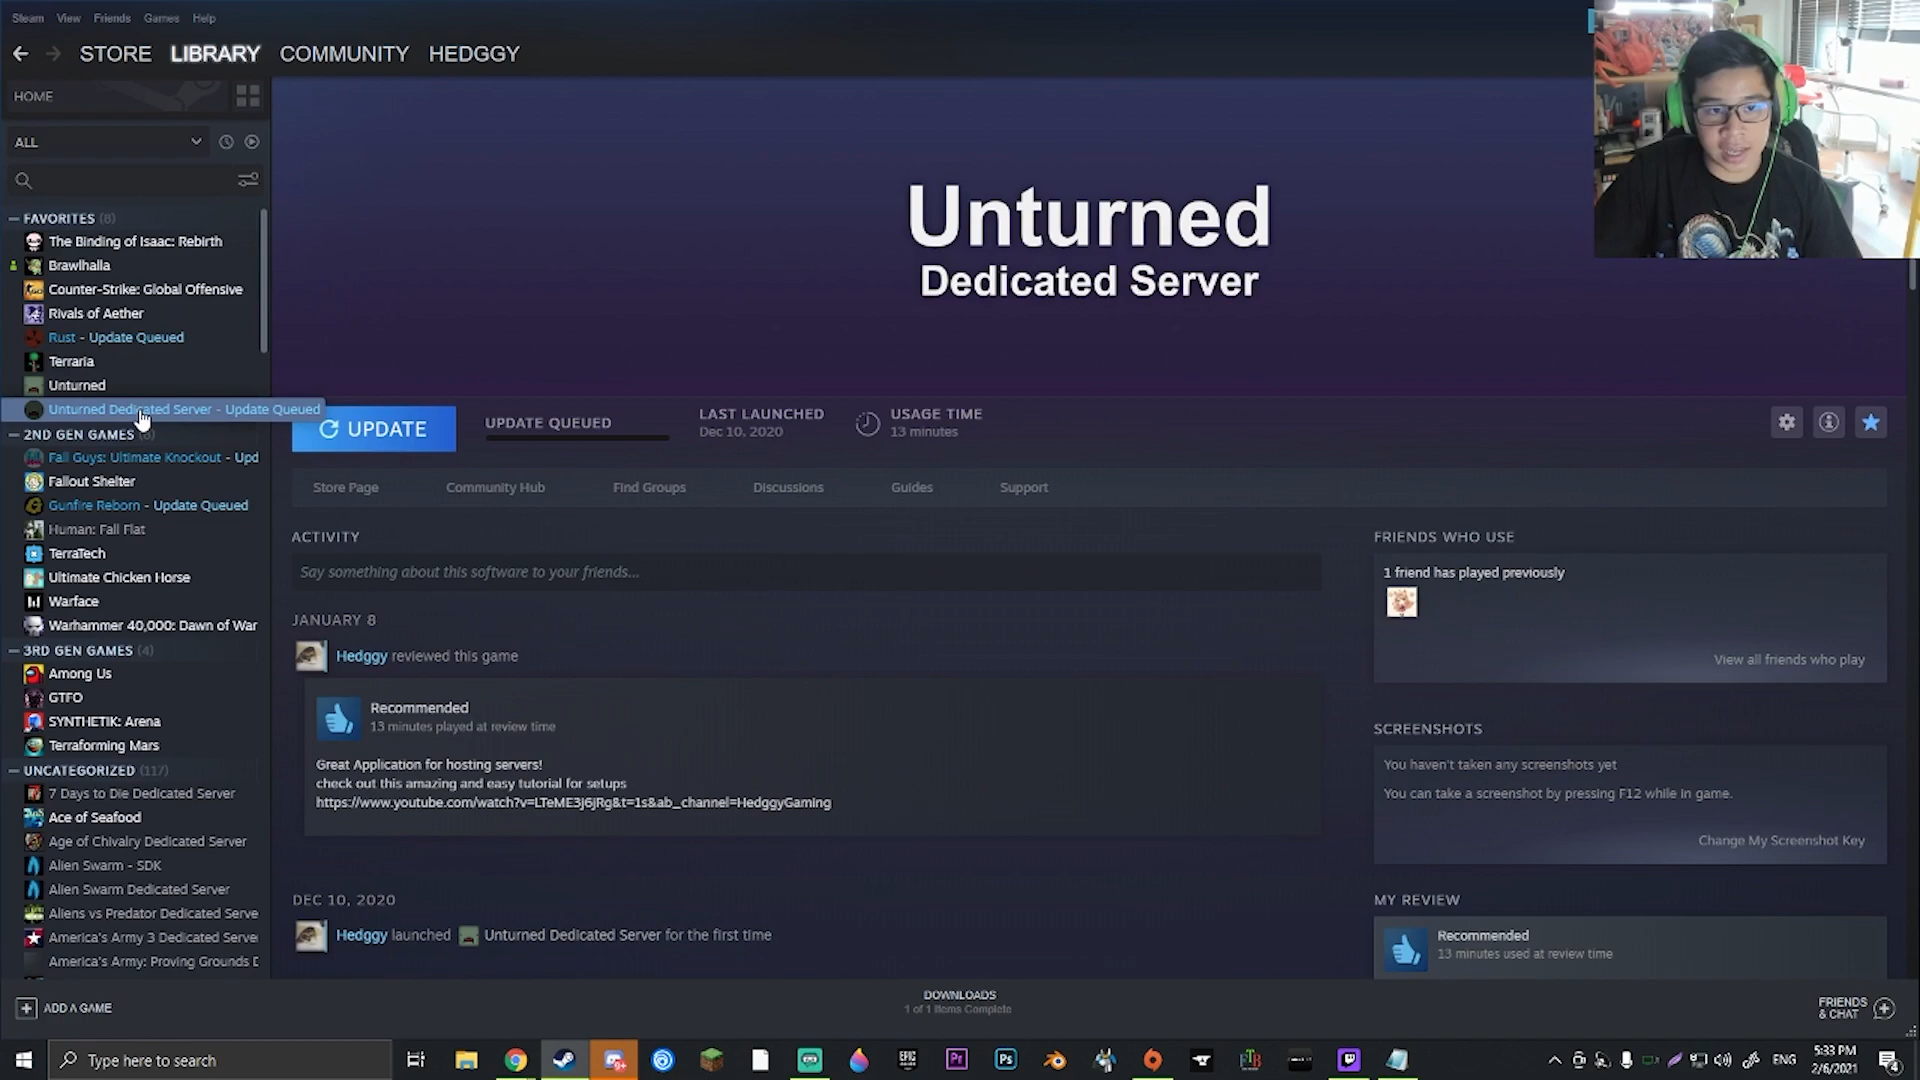 Steam View Friends Games Help
STORE LIBRARY COMMUNITY HEDGGY
HOME
ALL
FAVORITES (8)
The Binding of Isaac: Rebirth
Brawlhalla
Counter-Strike: Global Offensive
Rivals of Aether
Rust - Update Queued
Terraria
Unturned
Unturned Dedicated Server - Update Queued
2ND GEN GAMES (8)
Fall Guys: Ultimate Knockout - Upd
Fallout Shelter
Gunfire Reborn - Update Queued
Human: Fall Flat
TerraTech
Ultimate Chicken Horse
Warface
Warhammer 40,000: Dawn of War
3RD GEN GAMES (4)
Among Us
GTFO
SYNTHETIK: Arena
Terraforming Mars
UNCATEGORIZED (117)
7 Days to Die Dedicated Server
Ace of Seafood
Age of Chivalry Dedicated Server
Alien Swarm - SDK
Alien Swarm Dedicated Server
Aliens vs Predator Dedicated Serve
America's Army 3 Dedicated Serve
America's Army: Proving Grounds D
ADD A GAME
Unturned
Dedicated Server
UPDATE
UPDATE QUEUED
LAST LAUNCHED
Dec 10, 2020
USAGE TIME
13 minutes
Store Page Community Hub Find Groups Discussions Guides Support
ACTIVITY
Say something about this software to your friends...
JANUARY 8
Hedggy reviewed this game
Recommended
13 minutes played at review time
Great Application for hosting servers!
check out this amazing and easy tutorial for setups
https://www.youtube.com/watch?v=LTeME3J6jRg&t=1s&ab_channel=HedggyGaming
DEC 10, 2020
Hedggy launched Unturned Dedicated Server for the first time
FRIENDS WHO USE
1 friend has played previously
View all friends who play
SCREENSHOTS
You haven't taken any screenshots yet
You can take a screenshot by pressing F12 while in game.
Change My Screenshot Key
MY REVIEW
Recommended
13 minutes used at review time
DOWNLOADS
1 of 1 Items Complete
FRIENDS
& CHAT
Type here to search
9+
EPIC
GAMES
Pr
Ps
FTB
ENG
5:33 PM
2/6/2021
4